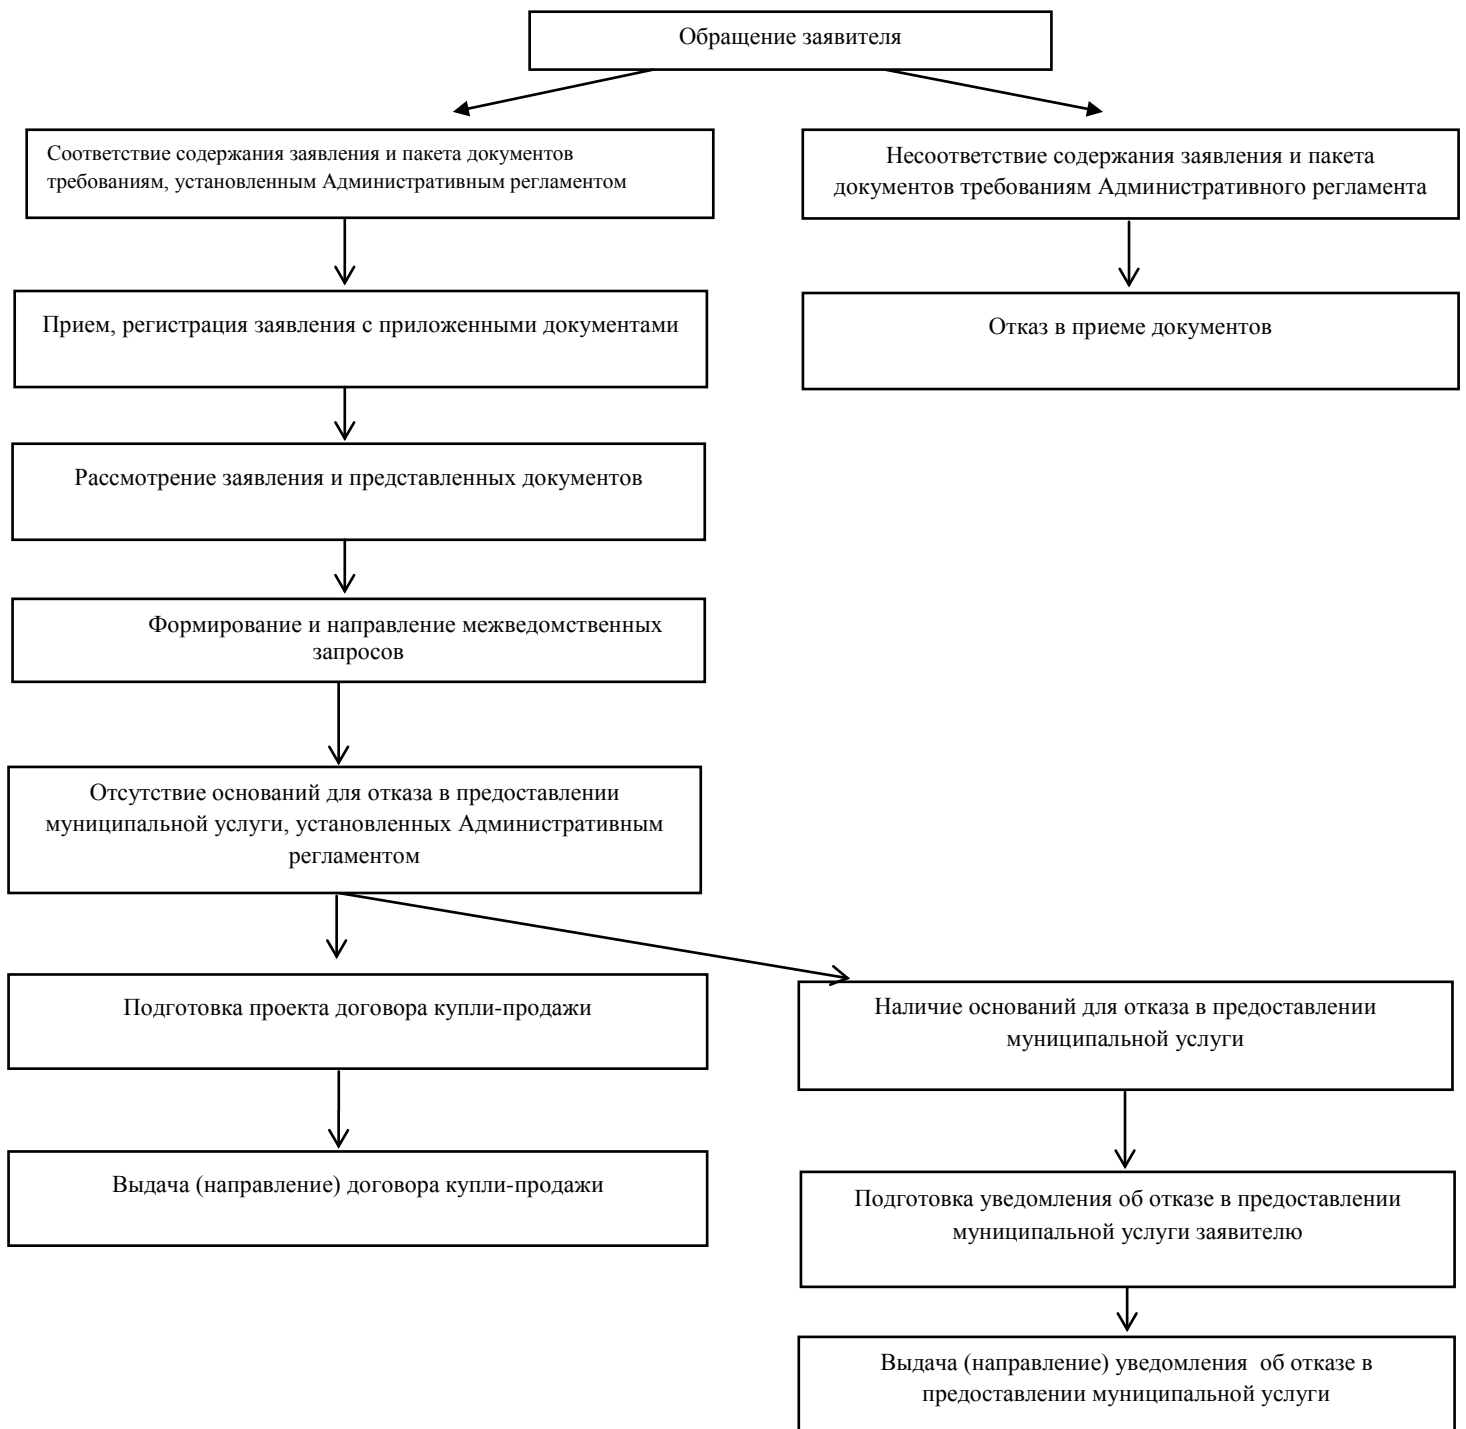 Обращение заявителя
Соответствие содержания заявления и пакета документов
требованиям, установленным Административным регламентом
Несоответствие содержания заявления и пакета
документов требованиям Административного регламента
Прием, регистрация заявления с приложенными документами
Отказ в приеме документов
Рассмотрение заявления и представленных документов
Формирование и направление межведомственных
запросов
Отсутствие оснований для отказа в предоставлении
муниципальной услуги, установленных Административным
регламентом
Подготовка проекта договора купли-продажи
Наличие оснований для отказа в предоставлении
муниципальной услуги
Выдача (направление) договора купли-продажи
Подготовка уведомления об отказе в предоставлении
муниципальной услуги заявителю
Выдача (направление) уведомления  об отказе в
предоставлении муниципальной услуги